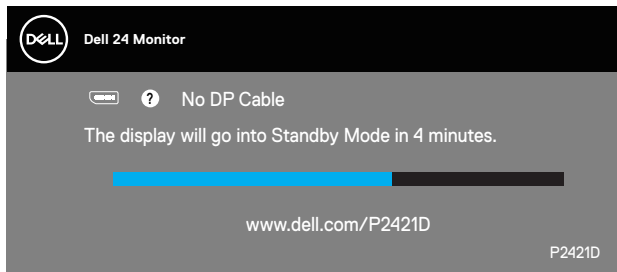 DELL
Dell 24 Monitor
? No DP Cable
The display will go into Standby Mode in 4 minutes.
www.dell.com/P2421D
P2421D